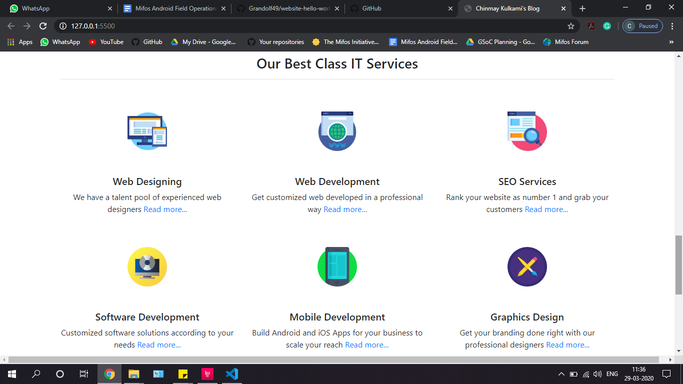 WhatsApp
Mifos Android Field Operation
Grandolf49/website-hello-wor
GitHub
Chinmay Kulkarni's Blog
127.0.0.1:5500
C Paused
Apps
WhatsApp
YouTube
GitHub
My Drive - Google...
Your repositories
The Mifos Initiative...
Mifos Android Field...
GSoC Planning - Go...
Mifos Forum
»
Our Best Class IT Services
Web Designing
We have a talent pool of experienced web
designers Read more...
Web Development
Get customized web developed in a professional
way Read more...
SEO Services
Rank your website as number 1 and grab your
customers Read more...
Software Development
Customized software solutions according to your
needs Read more...
Mobile Development
Build Android and iOS Apps for your business to
scale your reach Read more...
Graphics Design
Get your branding done right with our
professional designers Read more...
ENG
11:36
29-03-2020